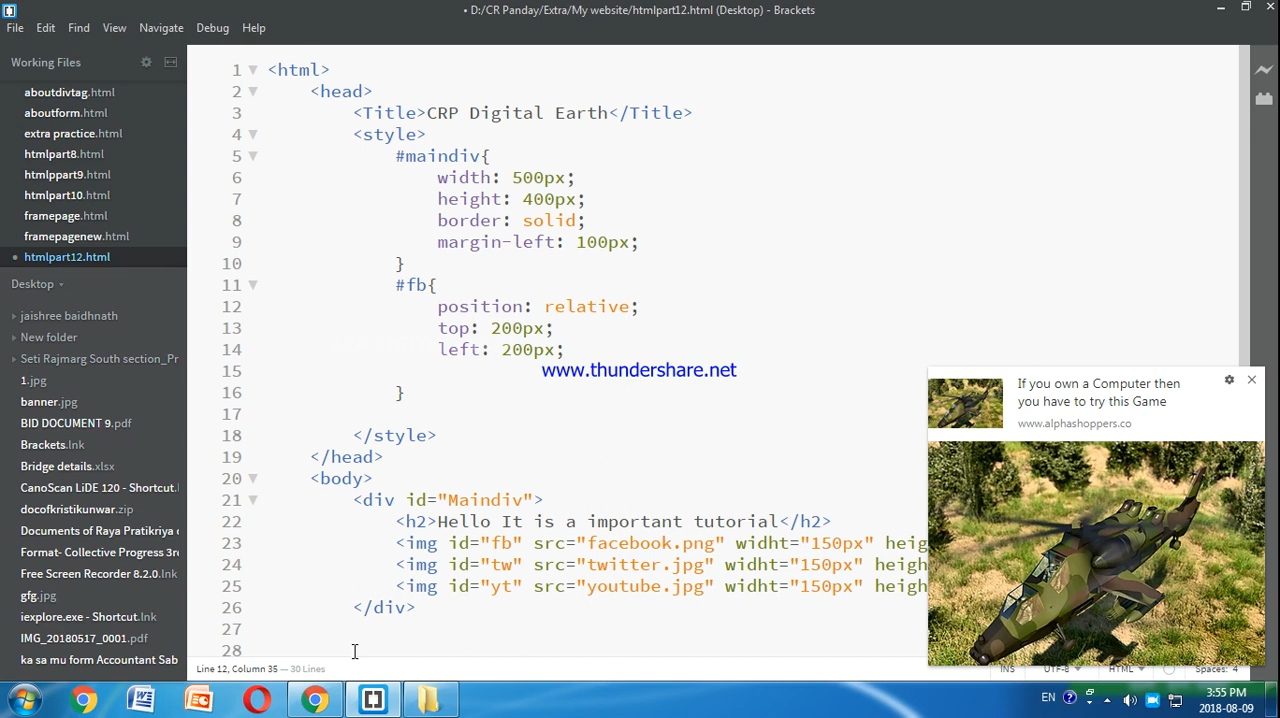 • D:/CR Panday/Extra/My website/htmlpart12.html (Desktop) - Brackets
File Edit Find View Navigate Debug Help
Working Files
aboutdivtag.html
aboutform.html
extra practice.html
htmlpart8.html
htmlppart9.html
htmlpart10.html
framepage.html
framepagenew.html
htmlpart12.html
Desktop
jaishree baidhnath
New folder
Seti Rajmarg South section_Pr
1.jpg
banner.jpg
BID DOCUMENT 9.pdf
Brackets.lnk
Bridge details.xlsx
CanoScan LiDE 120 - Shortcut.l
docofkristikunwar.zip
Documents of Raya Pratikriya
Format- Collective Progress 3r
Free Screen Recorder 8.2.0.lnk
gfg.jpg
iexplore.exe - Shortcut.lnk
IMG_20180517_0001.pdf
ka sa mu form Accountant Sab
1 <html>
2 <head>
3 <Title>CRP Digital Earth</Title>
4 <style>
5 #maindiv{
6 width: 500px;
7 height: 400px;
8 border: solid;
9 margin-left: 100px;
10 }
11 #fb{
12 position: relative;
13 top: 200px;
14 left: 200px;
15
16 }
17
18 </style>
19 </head>
20 <body>
21 <div id="Maindiv">
22 <h2>Hello It is a important tutorial</h2>
23 <img id="fb" src="facebook.png" widht="150px" heig
24 <img id="tw" src="twitter.jpg" widht="150px" heigh
25 <img id="yt" src="youtube.jpg" widht="150px" heigh
26 </div>
27
28
www.thundershare.net
If you own a Computer then
you have to try this Game
www.alphashoppers.co
Line 12, Column 35 — 30 Lines
INS UTF-8 HTML Spaces: 4
EN
3:55 PM
2018-08-09